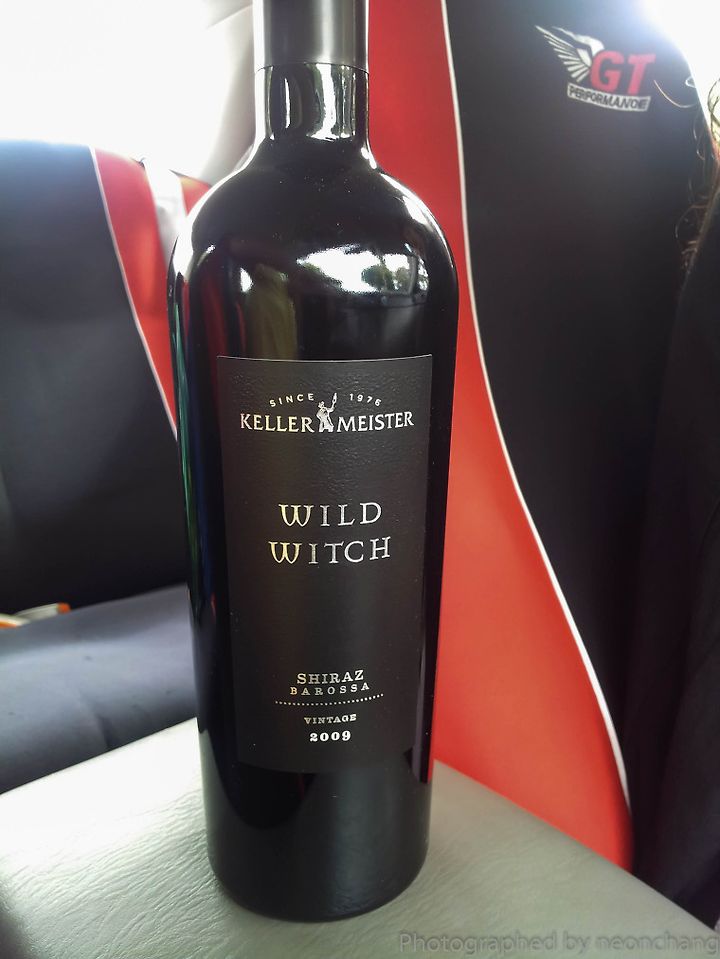 GT
PERFORMANCE
SINCE 1976
KELLER MEISTER
WILD
WITCH
SHIRAZ
BAROSSA
VINTAGE
2009
Photographed by neonchang